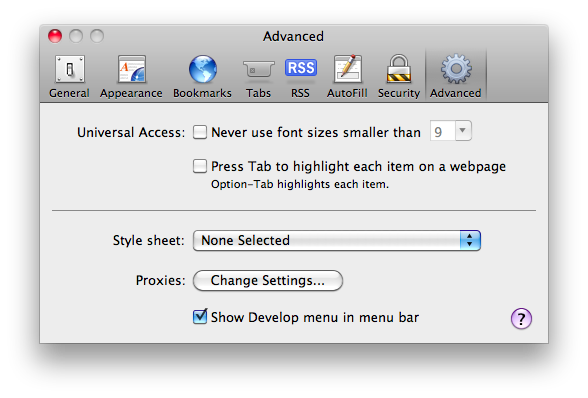 Advanced
RSS
General Appearance Bookmarks Tabs RSS AutoFill Security Advanced
Universal Access: Never use font sizes smaller than 9
Press Tab to highlight each item on a webpage
Option-Tab highlights each item.
Style sheet: None Selected
Proxies: Change Settings...
Show Develop menu in menu bar
?